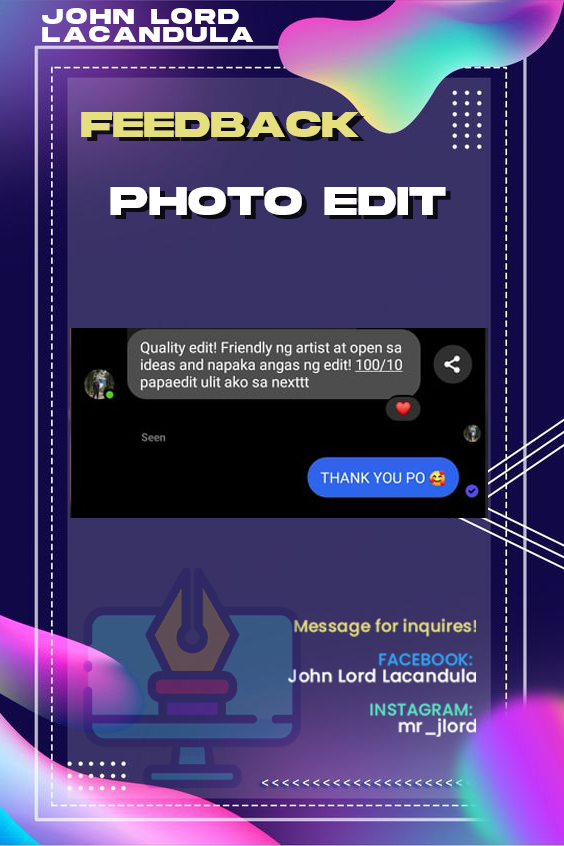 JOHN LORD
LACANDULA
FEEDBACK
PHOTO EDIT
Quality edit! Friendly ng artist at open sa
ideas and napaka angas ng edit! 100/10
papaedit ulit ako sa nexttt
Seen
THANK YOU PO 🥰
Message for inquires!
FACEBOOK:
John Lord Lacandula
INSTAGRAM:
mr_jlord